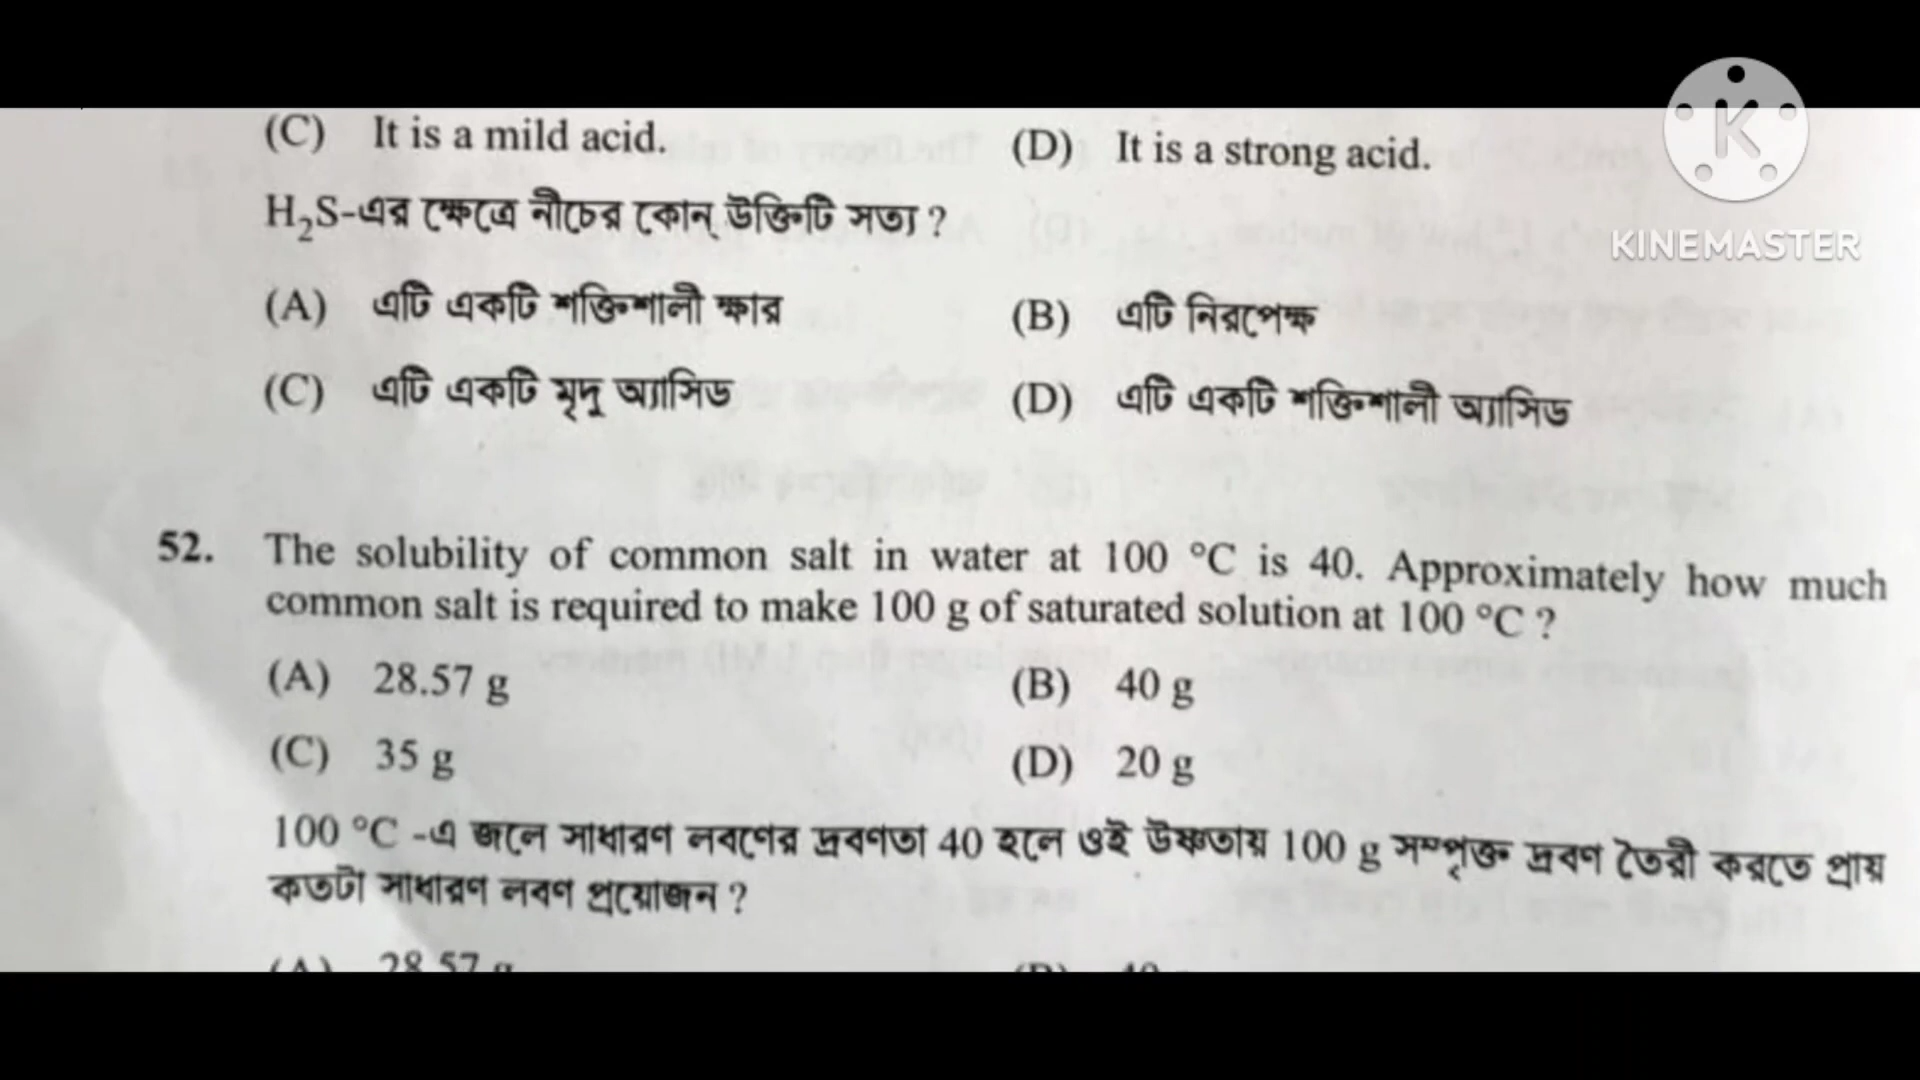 (C) It is a mild acid. (D) It is a strong acid.
H₂S-এর ক্ষেত্রে নীচের কোন্ উক্তিটি সত্য ?
(A) এটি একটি শক্তিশালী ক্ষার (B) এটি নিরপেক্ষ
(C) এটি একটি মৃদু অ্যাসিড (D) এটি একটি শক্তিশালী অ্যাসিড
52. The solubility of common salt in water at 100 °C is 40. Approximately how much
common salt is required to make 100 g of saturated solution at 100 °C ?
(A) 28.57 g (B) 40 g
(C) 35 g (D) 20 g
100 °C -এ জলে সাধারণ লবণের দ্রবণতা 40 হলে ওই উষ্ণতায় 100 g সম্পৃক্ত দ্রবণ তৈরী করতে প্রায়
কতটা সাধারণ লবণ প্রয়োজন ?
(A) 28.57 g
K
KINEMASTER